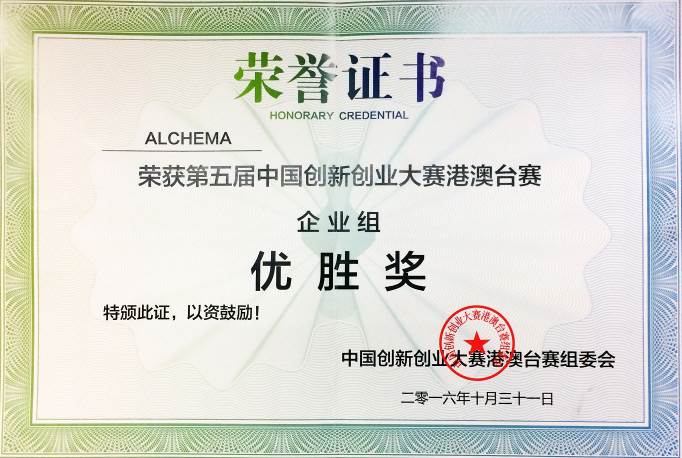 荣誉证书
HONORARY CREDENTIAL
ALCHEMA
荣获第五届中国创新创业大赛港澳台赛
企业组
优胜奖
特颁此证，以资鼓励！
中国创新创业大赛港澳台赛组委会
二零一六年十月三十一日